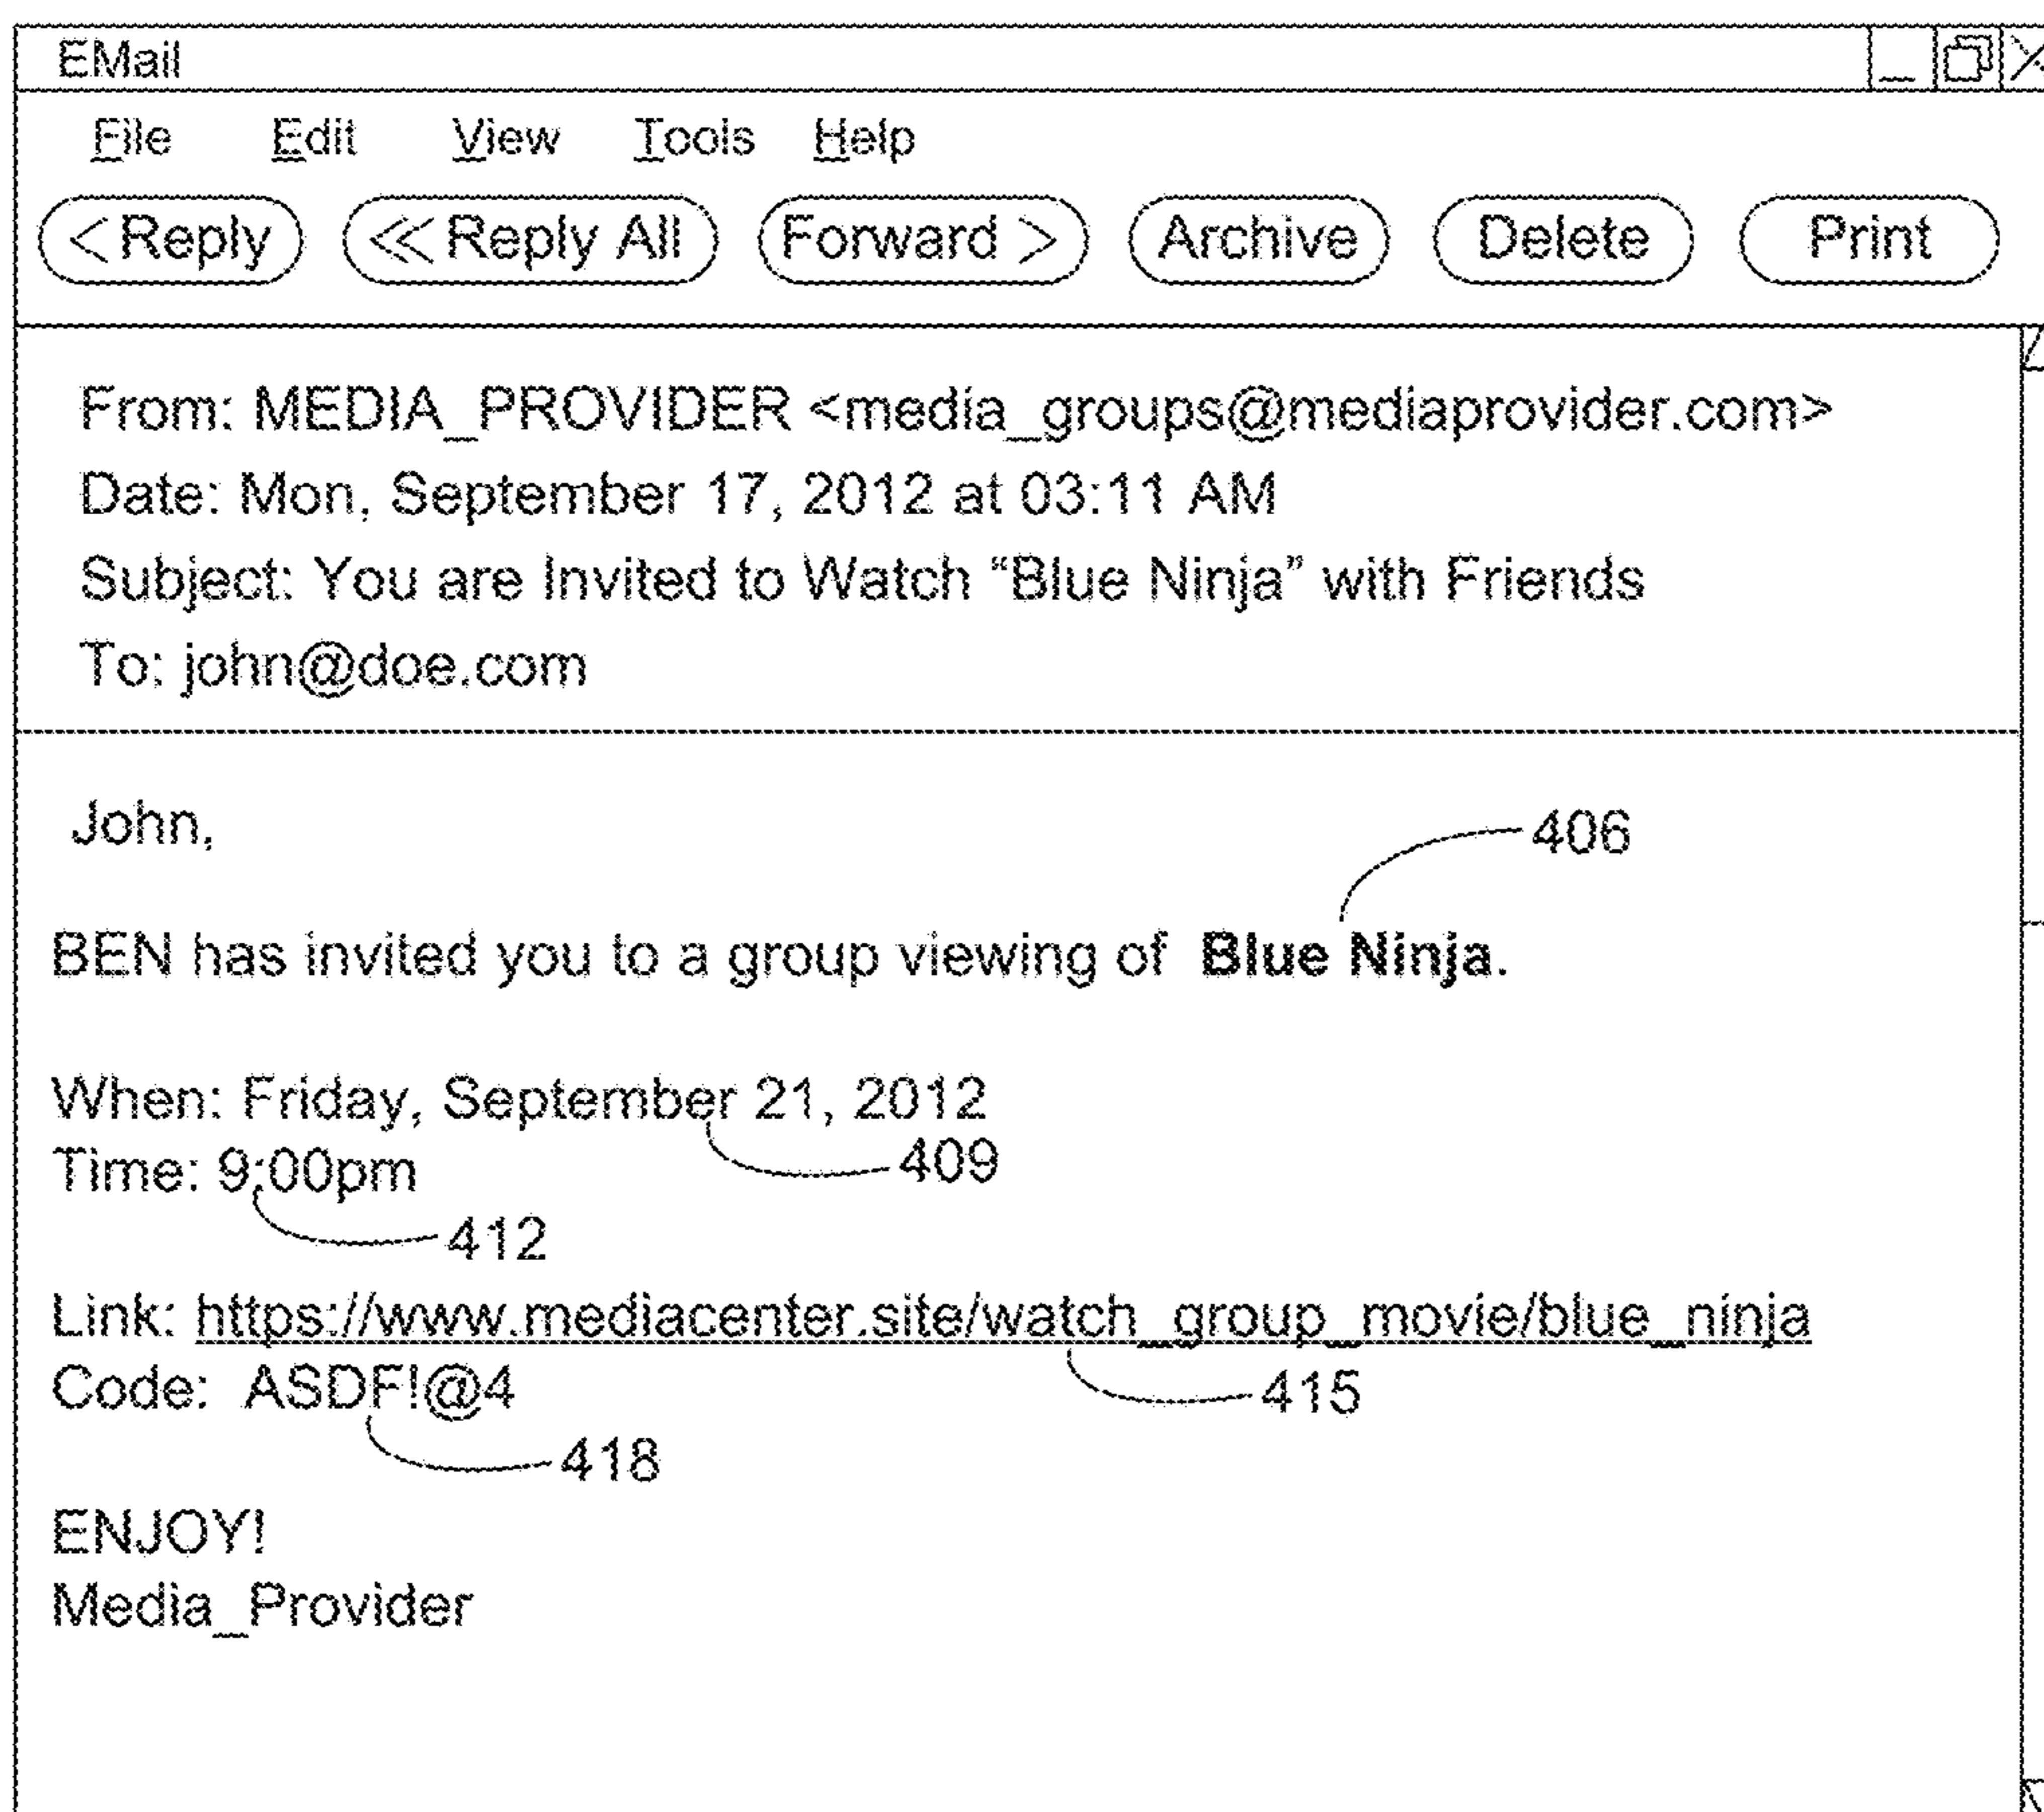 EMail
File Edit View Tools Help
< Reply << Reply All Forward > Archive Delete Print
From: MEDIA_PROVIDER <media_groups@mediaprovider.com>
Date: Mon, September 17, 2012 at 03:11 AM
Subject: You are Invited to Watch “Blue Ninja” with Friends
To: john@doe.com
John,
406
BEN has invited you to a group viewing of Blue Ninja.
When: Friday, September 21, 2012
409
Time: 9:00pm
412
Link: https://www.mediacenter.site/watch_group_movie/blue_ninja
Code: ASDF!@4
415
418
ENJOY!
Media_Provider